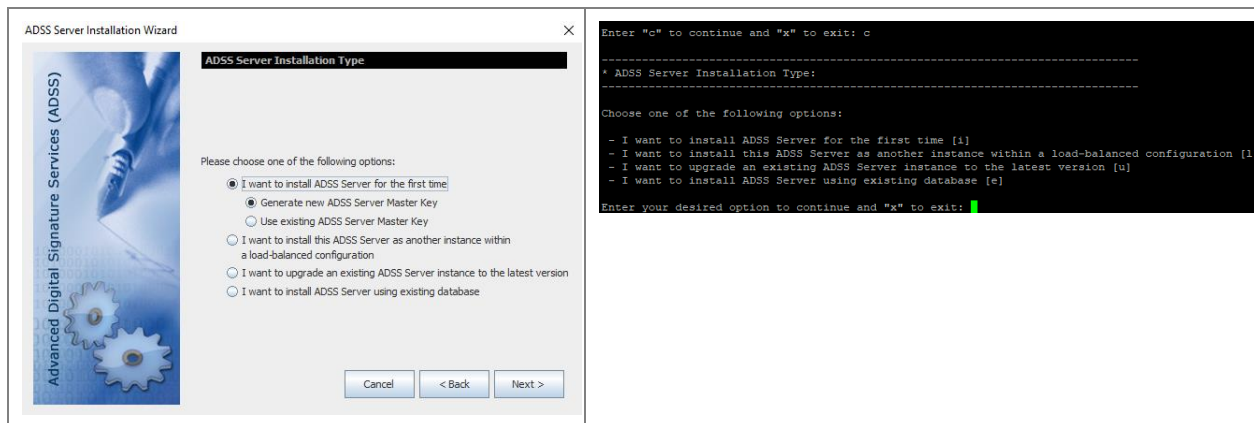 ADSS Server Installation Wizard
Advanced Digital Signature Services (ADSS)
ADSS Server Installation Type
Please choose one of the following options:
I want to install ADSS Server for the first time
Generate new ADSS Server Master Key
Use existing ADSS Server Master Key
I want to install this ADSS Server as another instance within
a load-balanced configuration
I want to upgrade an existing ADSS Server instance to the latest version
I want to install ADSS Server using existing database
Cancel
< Back
Next >
Enter "c" to continue and "x" to exit: c
--------------------------------------------------------------------------------
* ADSS Server Installation Type:
--------------------------------------------------------------------------------
Choose one of the following options:
- I want to install ADSS Server for the first time [i]
- I want to install this ADSS Server as another instance within a load-balanced configuration [l
- I want to upgrade an existing ADSS Server instance to the latest version [u]
- I want to install ADSS Server using existing database [e]
Enter your desired option to continue and "x" to exit: